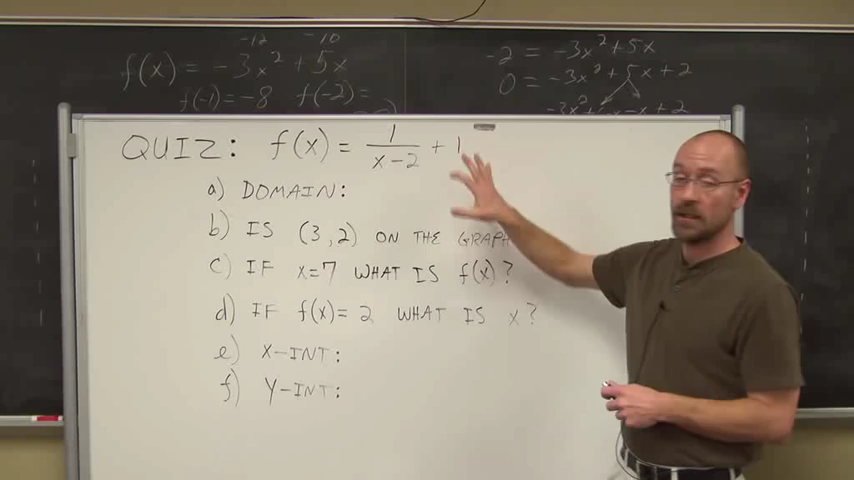 -12 -10
f(x) = -3x² + 5x
f(-1) = -8 f(-2) =
-2 = -3x² + 5x
0 = -3x² + 5x + 2
QUIZ: f(x) = 1/(x-2) + 1
a) DOMAIN:
b) IS (3,2) ON THE GRAPH
c) IF x=7 WHAT IS f(x)?
d) IF f(x)=2 WHAT IS x?
e) X-INT:
f) Y-INT: